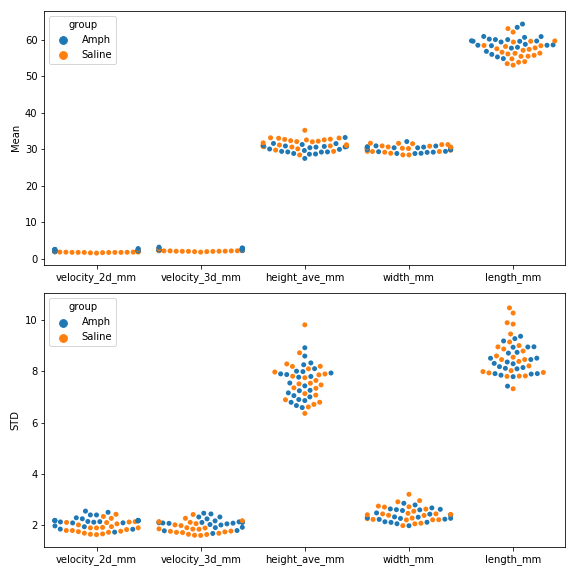 group
Amph
Saline
60
50
40
30
20
10
0
Mean
velocity_2d_mm velocity_3d_mm height_ave_mm width_mm length_mm
group
Amph
Saline
10
8
6
4
2
STD
velocity_2d_mm velocity_3d_mm height_ave_mm width_mm length_mm